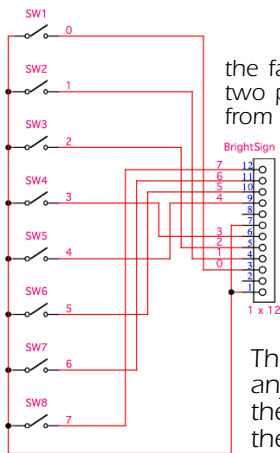 SW1
0
SW2
1
SW3
2
SW4
3
SW5
4
SW6
5
SW7
6
SW8
7
the fa
two p
from
BrightSign
7 12
6 11
5 10
4 9
8
7
3 6
2 5
1 4
0 3
2
1
1 x 12
Th
an
the
the